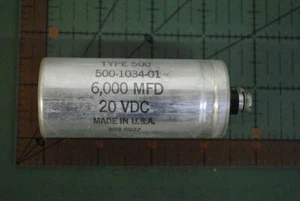 TYPE 500
500-1034-01
6,000 MFD
20 VDC
MADE IN U.S.A.